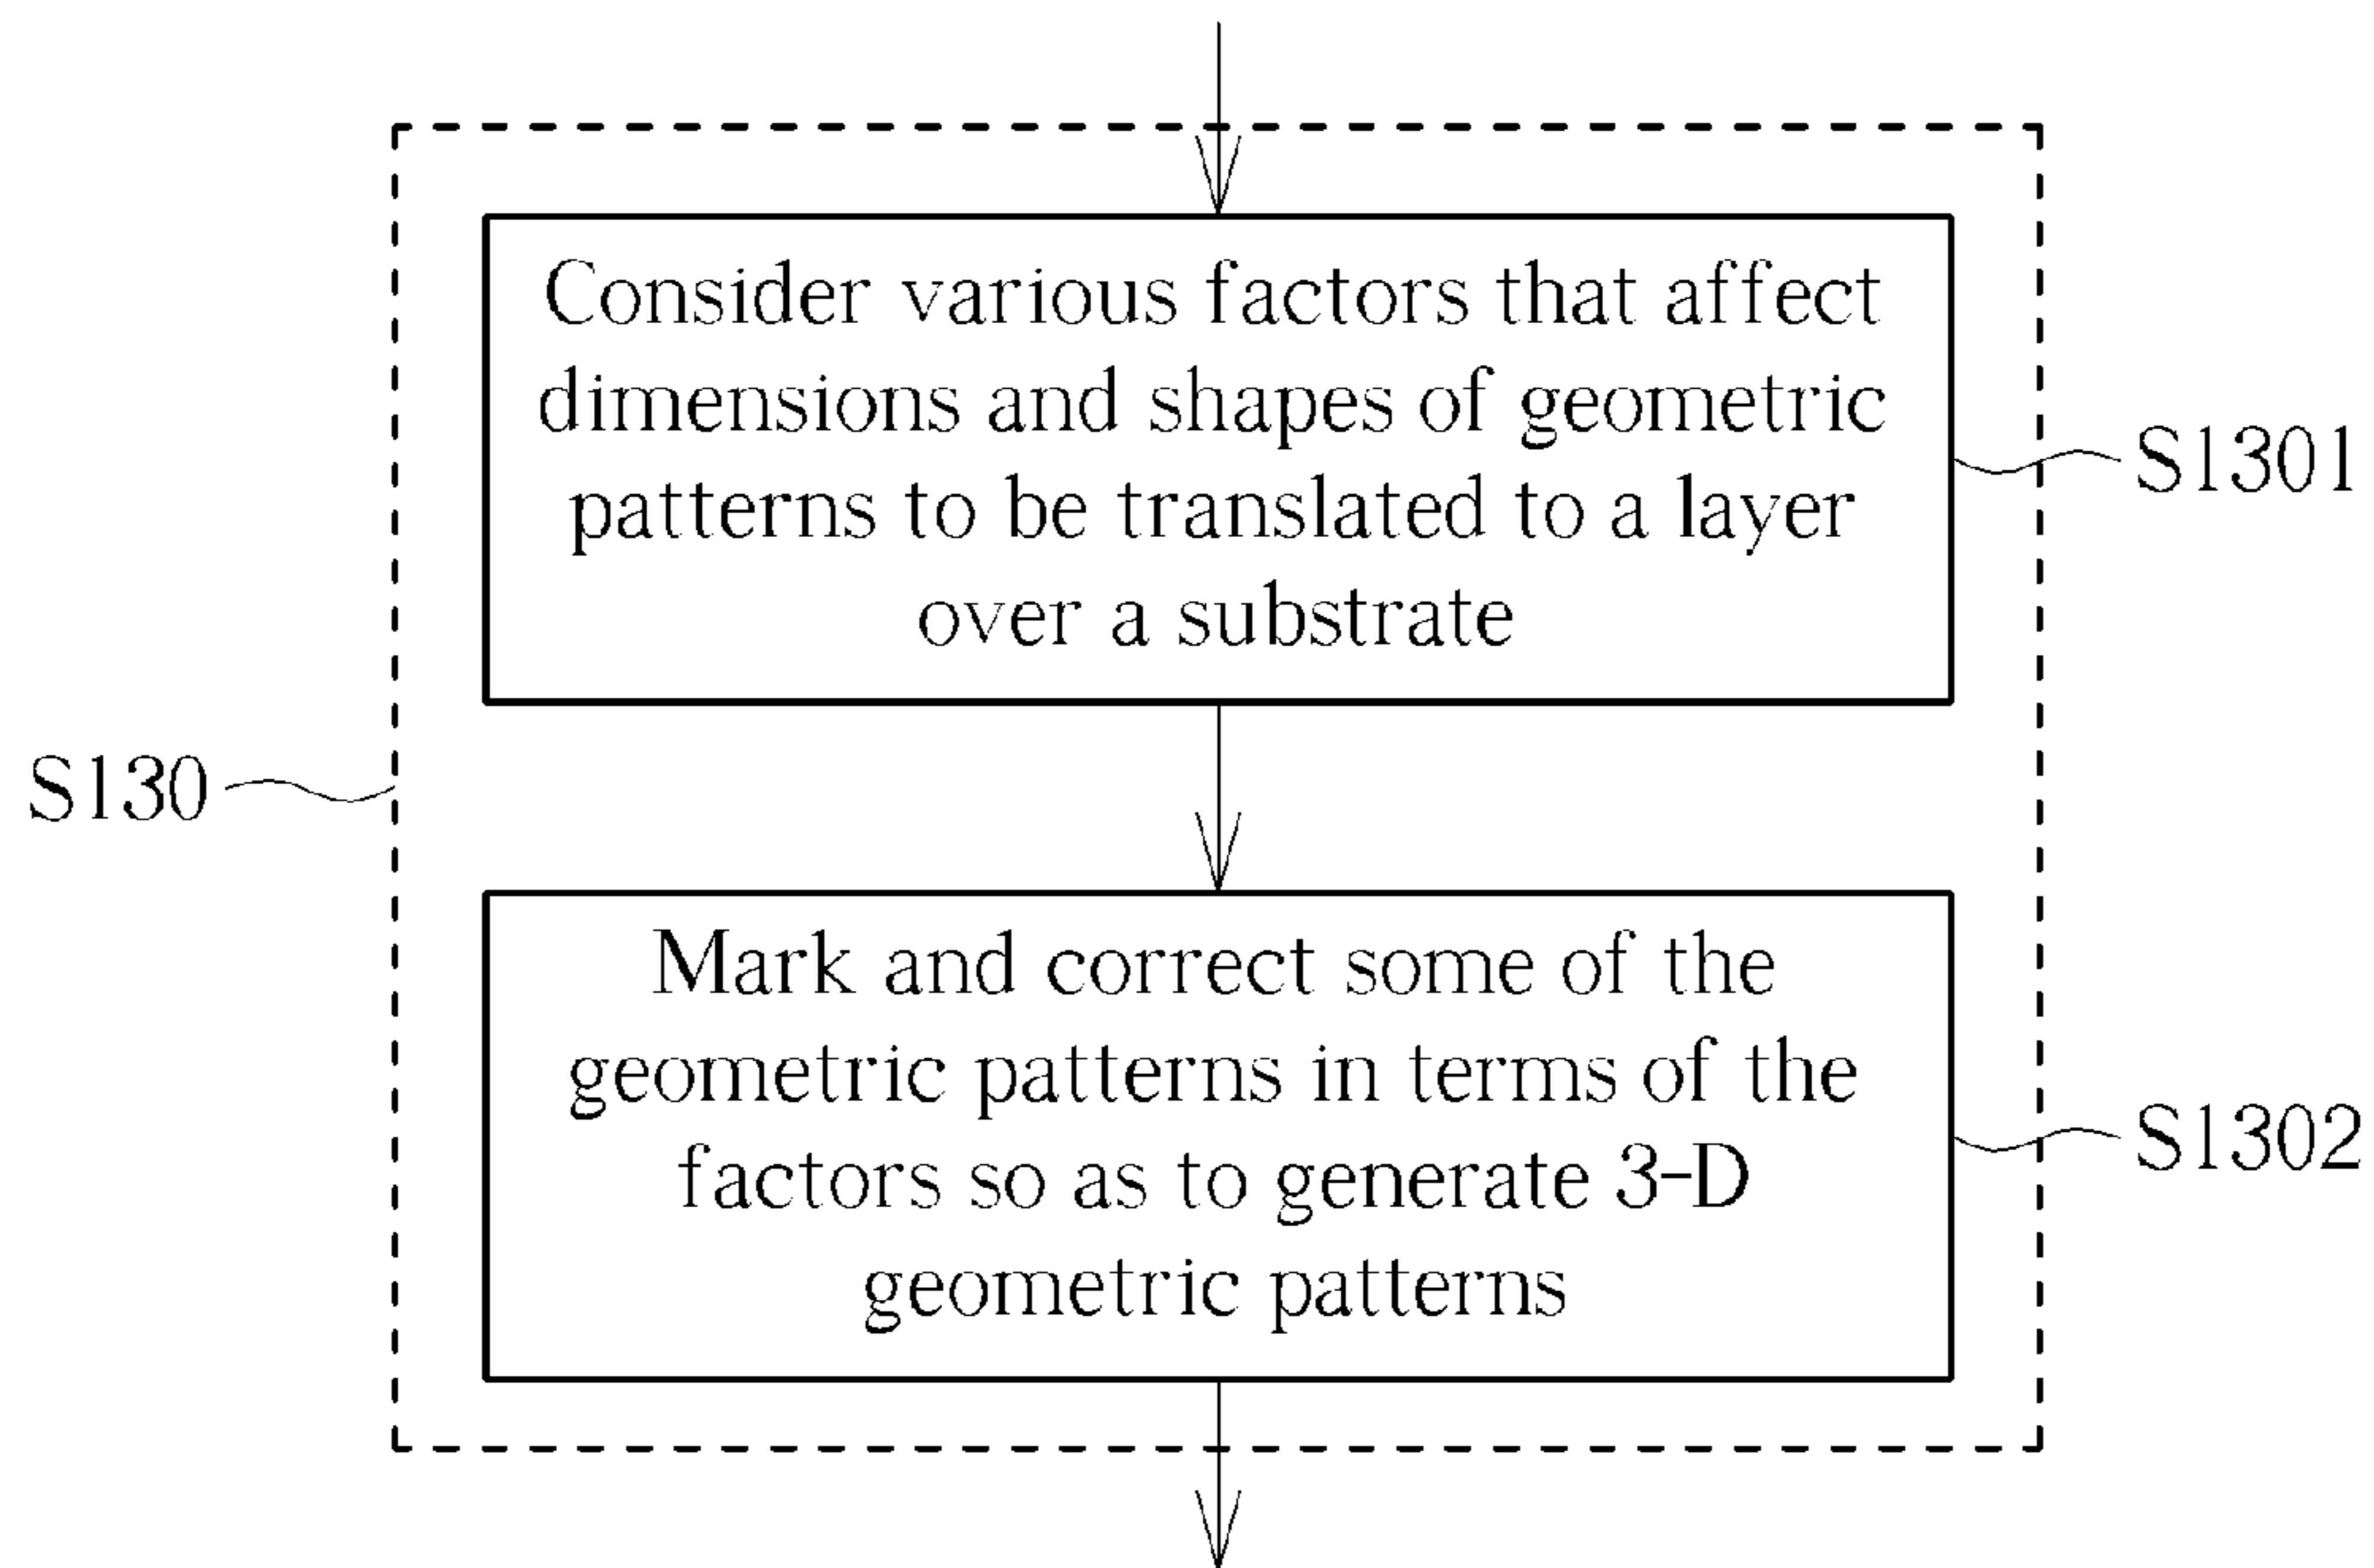 Consider various factors that affect
dimensions and shapes of geometric
patterns to be translated to a layer
over a substrate
S1301
S130
Mark and correct some of the
geometric patterns in terms of the
factors so as to generate 3-D
geometric patterns
S1302